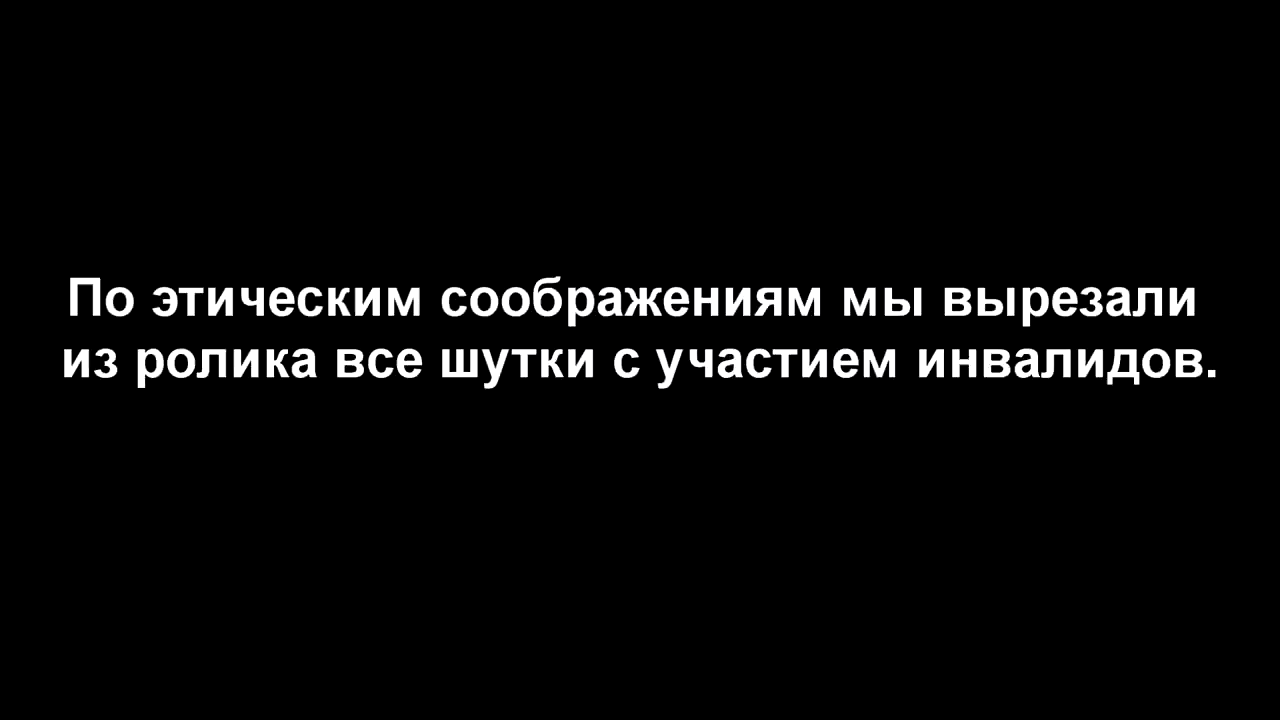 По этическим соображениям мы вырезали
из ролика все шутки с участием инвалидов.